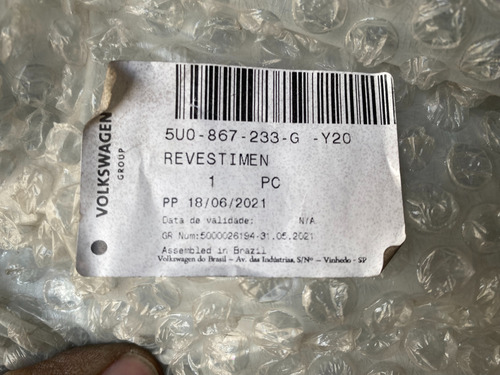 VOLKSWAGEN
GROUP
5U0-867-233-G -Y20
REVESTIMEN
1 PC
PP 18/06/2021
Data de validade: N/A
GR Num:5000026194-31.05.2021
Assembled in Brazil
Volkswagen do Brasil - Av. das Indústrias, S/Nº - Vinhedo - SP